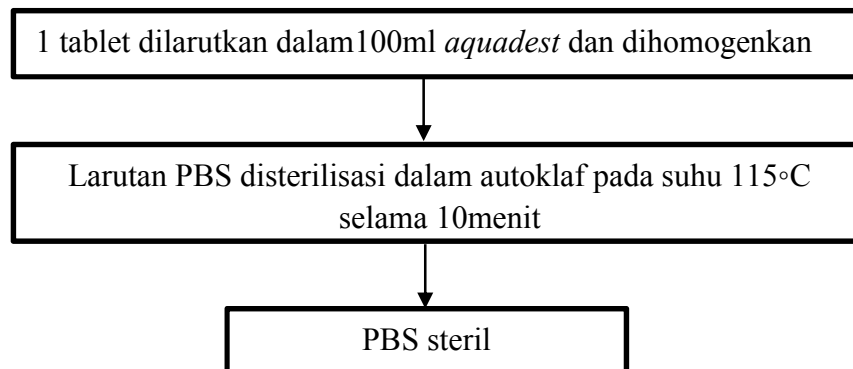 1 tablet dilarutkan dalam100ml aquadest dan dihomogenkan
Larutan PBS disterilisasi dalam autoklaf pada suhu 115◦C
selama 10menit
PBS steril